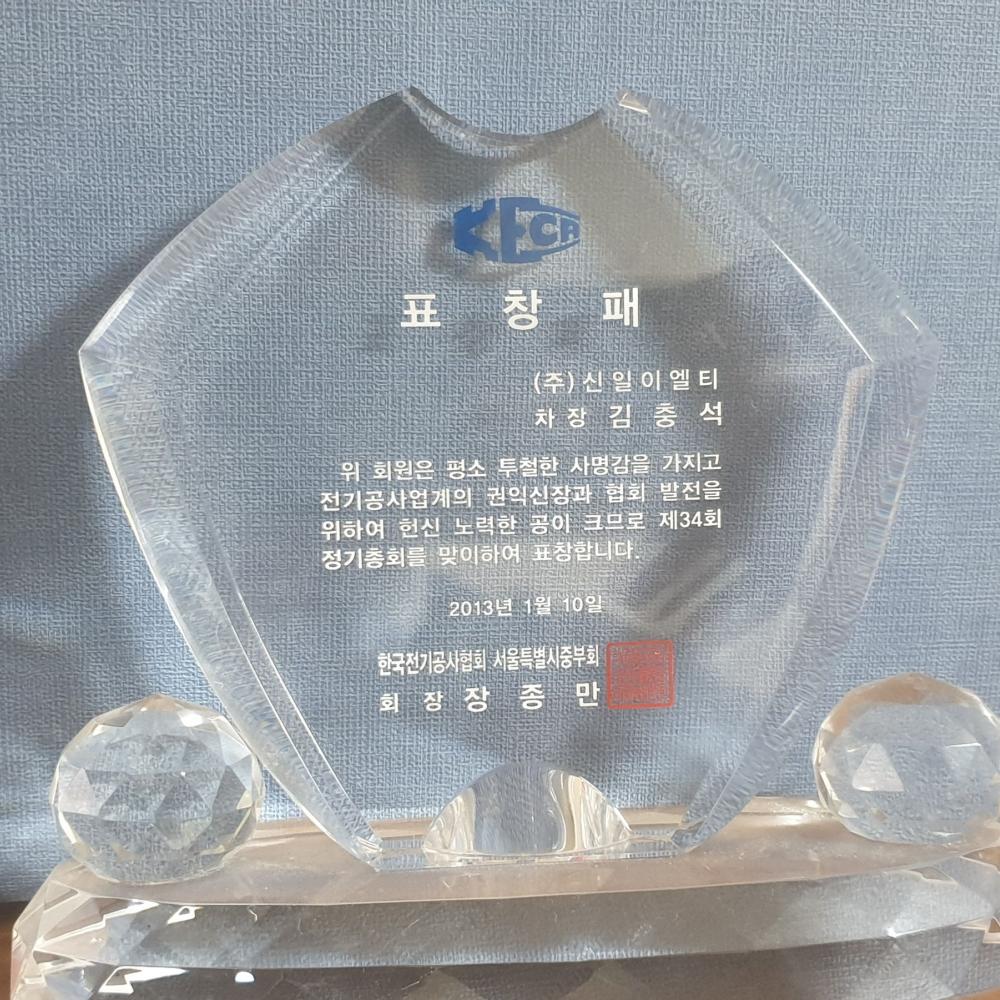 KECA
표 창 패
(주)신일이엘티
차 장 김 충 석
위 회원은 평소 투철한 사명감을 가지고
전기공사업계의 권익신장과 협회 발전을
위하여 헌신 노력한 공이 크므로 제34회
정기총회를 맞이하여 표창합니다.
2013년 1월 10일
한국전기공사협회 서울특별시중부회
회 장 장 종 만